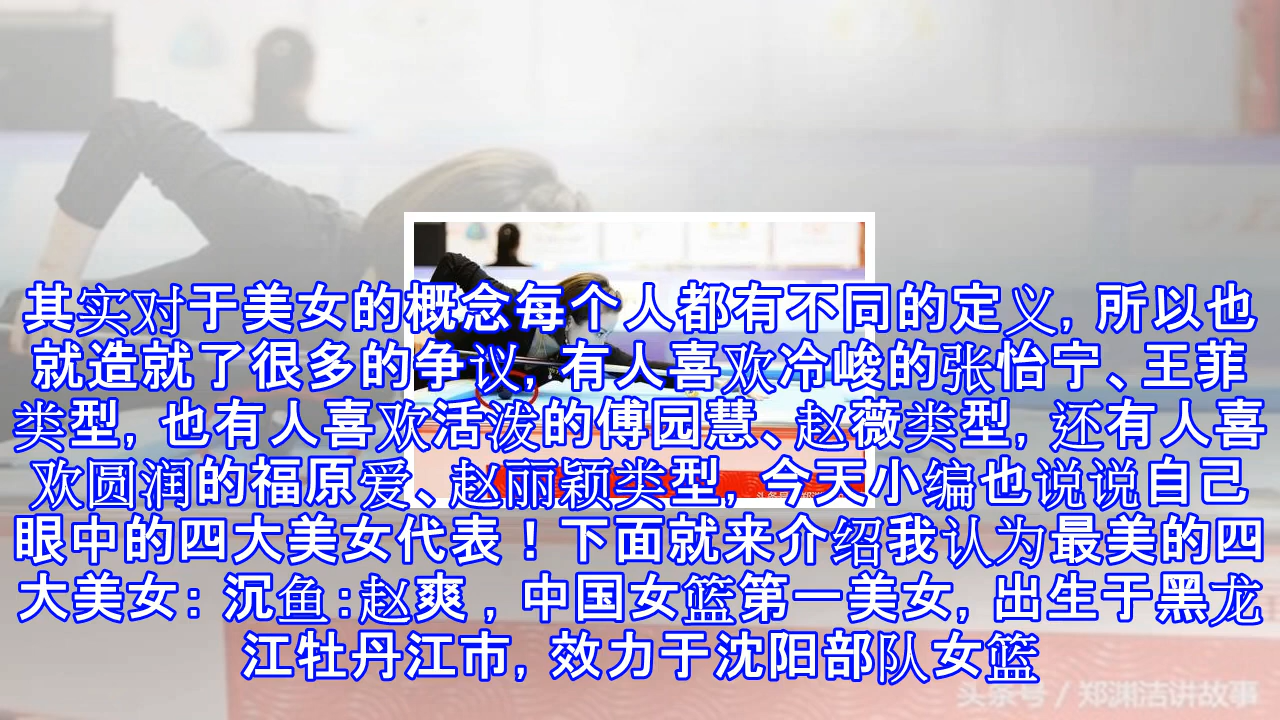 其实对于美女的概念每个人都有不同的定义，所以也
就造就了很多的争议，有人喜欢冷峻的张怡宁、王菲
类型，也有人喜欢活泼的傅园慧、赵薇类型，还有人喜
欢圆润的福原爱、赵丽颖类型，今天小编也说说自己
眼中的四大美女代表！下面就来介绍我认为最美的四
大美女：沉鱼:赵爽，中国女篮第一美女，出生于黑龙
江牡丹江市，效力于沈阳部队女篮
头条号 / 郑渊洁讲故事